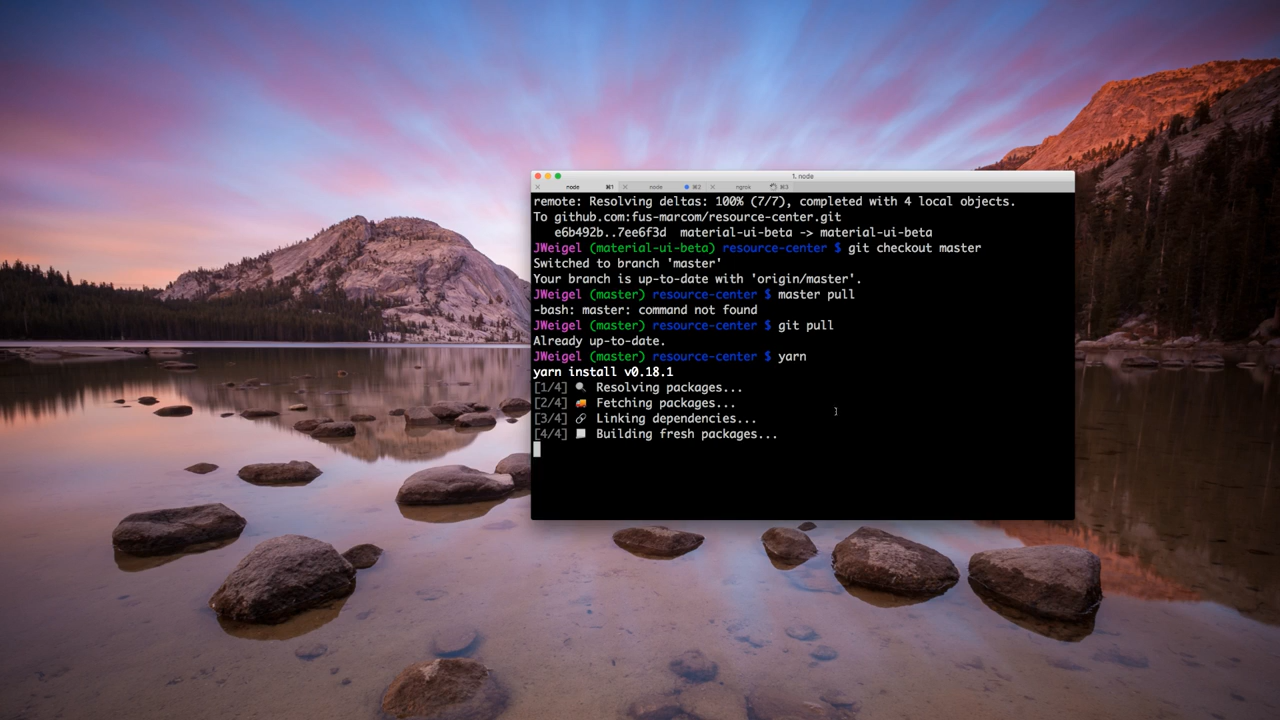 1. node
node ⌘1 node ⌘2 ngrok ⌘3
remote: Resolving deltas: 100% (7/7), completed with 4 local objects.
To github.com:fus-marcom/resource-center.git
e6b492b..7ee6f3d material-ui-beta -> material-ui-beta
JWeigel (material-ui-beta) resource-center $ git checkout master
Switched to branch 'master'
Your branch is up-to-date with 'origin/master'.
JWeigel (master) resource-center $ master pull
-bash: master: command not found
JWeigel (master) resource-center $ git pull
Already up-to-date.
JWeigel (master) resource-center $ yarn
yarn install v0.18.1
[1/4] 🔍 Resolving packages...
[2/4] 🚚 Fetching packages...
[3/4] 🔗 Linking dependencies...
[4/4] 📃 Building fresh packages...